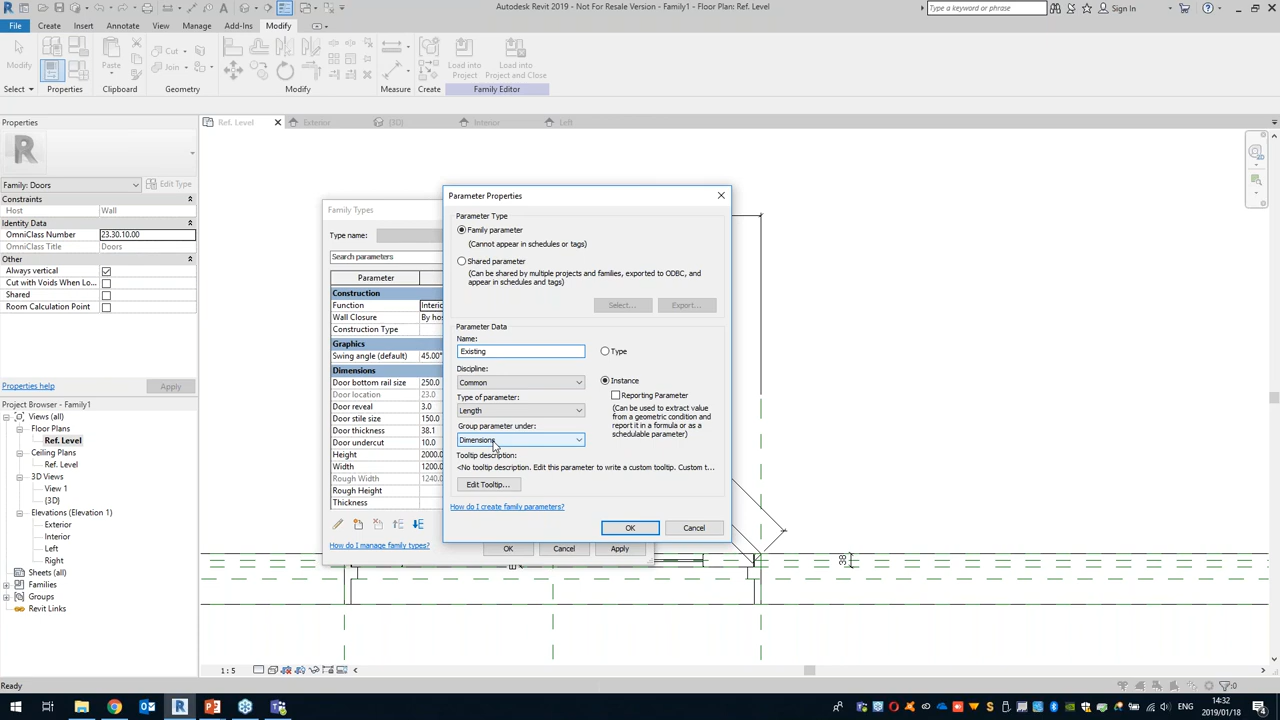 Autodesk Revit 2019 - Not For Resale Version - Family1 - Floor Plan: Ref. Level
Type a keyword or phrase
Sign In
File
Create
Insert
Annotate
View
Manage
Add-Ins
Modify
Modify
Paste
Cut
Join
Load into
Project
Load into
Project and Close
Select
Properties
Clipboard
Geometry
Modify
Measure
Create
Family Editor
Properties
Ref. Level
Exterior
{3D}
Interior
Left
R
Family: Doors
Edit Type
Constraints
Host
Wall
Identity Data
OmniClass Number
23.30.10.00
OmniClass Title
Doors
Other
Always vertical
Cut with Voids When Lo...
Shared
Room Calculation Point
Properties help
Apply
Project Browser - Family1
Views (all)
Floor Plans
Ref. Level
Ceiling Plans
Ref. Level
3D Views
View 1
{3D}
Elevations (Elevation 1)
Exterior
Interior
Left
Right
Sheets (all)
Families
Groups
Revit Links
Family Types
Type name:
Search parameters
Parameter
Construction
Function
Interio
Wall Closure
By hos
Construction Type
Graphics
Swing angle (default)
45.00°
Dimensions
Door bottom rail size
250.0
Door location
23.0
Door reveal
3.0
Door stile size
150.0
Door thickness
38.1
Door undercut
10.0
Height
2000.
Width
1200.
Rough Width
1240.
Rough Height
Thickness
How do I manage family types?
OK
Cancel
Apply
Parameter Properties
Parameter Type
Family parameter
(Cannot appear in schedules or tags)
Shared parameter
(Can be shared by multiple projects and families, exported to ODBC, and
appear in schedules and tags)
Select...
Export...
Parameter Data
Name:
Existing
Type
Discipline:
Common
Instance
Reporting Parameter
(Can be used to extract value
from a geometric condition and
report it in a formula or as a
schedulable parameter)
Type of parameter:
Length
Group parameter under:
Dimensions
Tooltip description:
<No tooltip description. Edit this parameter to write a custom tooltip. Custom t...
Edit Tooltip...
How do I create family parameters?
OK
Cancel
38
1 : 5
Ready
:0
14:32
2019/01/18